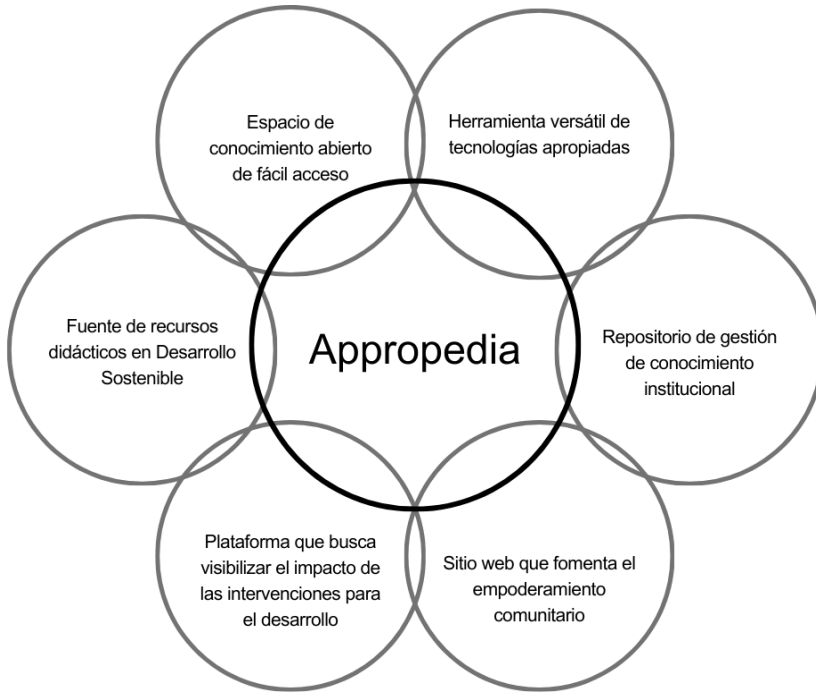 Espacio de
conocimiento abierto
de fácil acceso
Herramienta versátil de
tecnologías apropiadas
Fuente de recursos
didácticos en Desarrollo
Sostenible
Appropedia
Repositorio de gestión
de conocimiento
institucional
Plataforma que busca
visibilizar el impacto de
las intervenciones para
el desarrollo
Sitio web que fomenta el
empoderamiento
comunitario